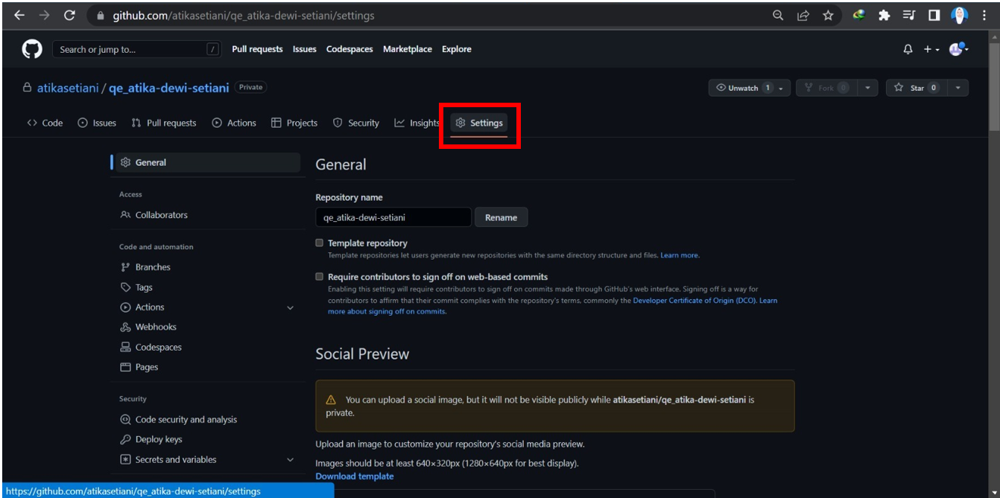 github.com/atikasetiani/qe_atika-dewi-setiani/settings
Search or jump to... /
Pull requests Issues Codespaces Marketplace Explore
atikasetiani / qe_atika-dewi-setiani Private
Unwatch 1 Fork 0 Star 0
Code Issues Pull requests Actions Projects Security Insights Settings
General
Access
Collaborators
Code and automation
Branches
Tags
Actions
Webhooks
Codespaces
Pages
Security
Code security and analysis
Deploy keys
Secrets and variables
General
Repository name
qe_atika-dewi-setiani Rename
Template repository
Template repositories let users generate new repositories with the same directory structure and files. Learn more.
Require contributors to sign off on web-based commits
Enabling this setting will require contributors to sign off on commits made through GitHub's web interface. Signing off is a way for
contributors to affirm that their commit complies with the repository's terms, commonly the Developer Certificate of Origin (DCO). Learn
more about signing off on commits.
Social Preview
You can upload a social image, but it will not be visible publicly while atikasetiani/qe_atika-dewi-setiani is
private.
Upload an image to customize your repository's social media preview.
Images should be at least 640×320px (1280×640px for best display).
Download template
https://github.com/atikasetiani/qe_atika-dewi-setiani/settings